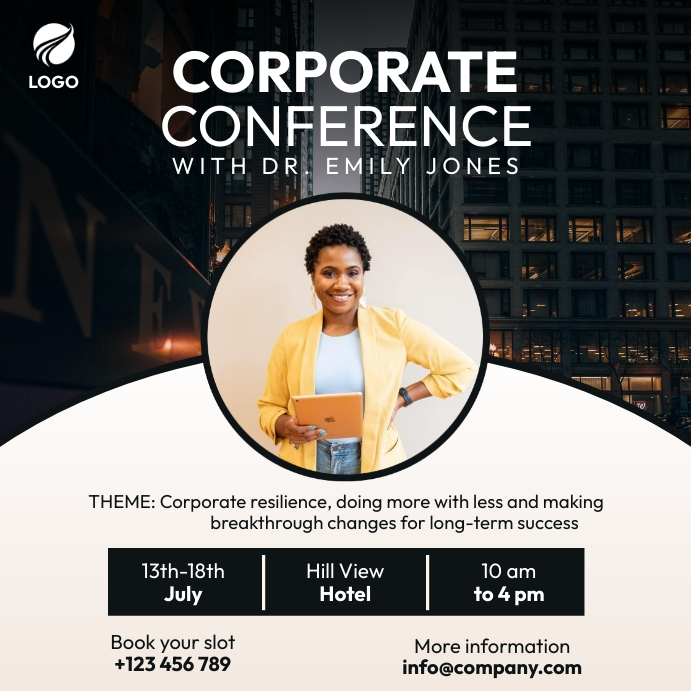 LOGO
CORPORATE
CONFERENCE
WITH DR. EMILY JONES
THEME: Corporate resilience, doing more with less and making
breakthrough changes for long-term success
13th-18th
July
Hill View
Hotel
10 am
to 4 pm
Book your slot
+123 456 789
More information
info@company.com